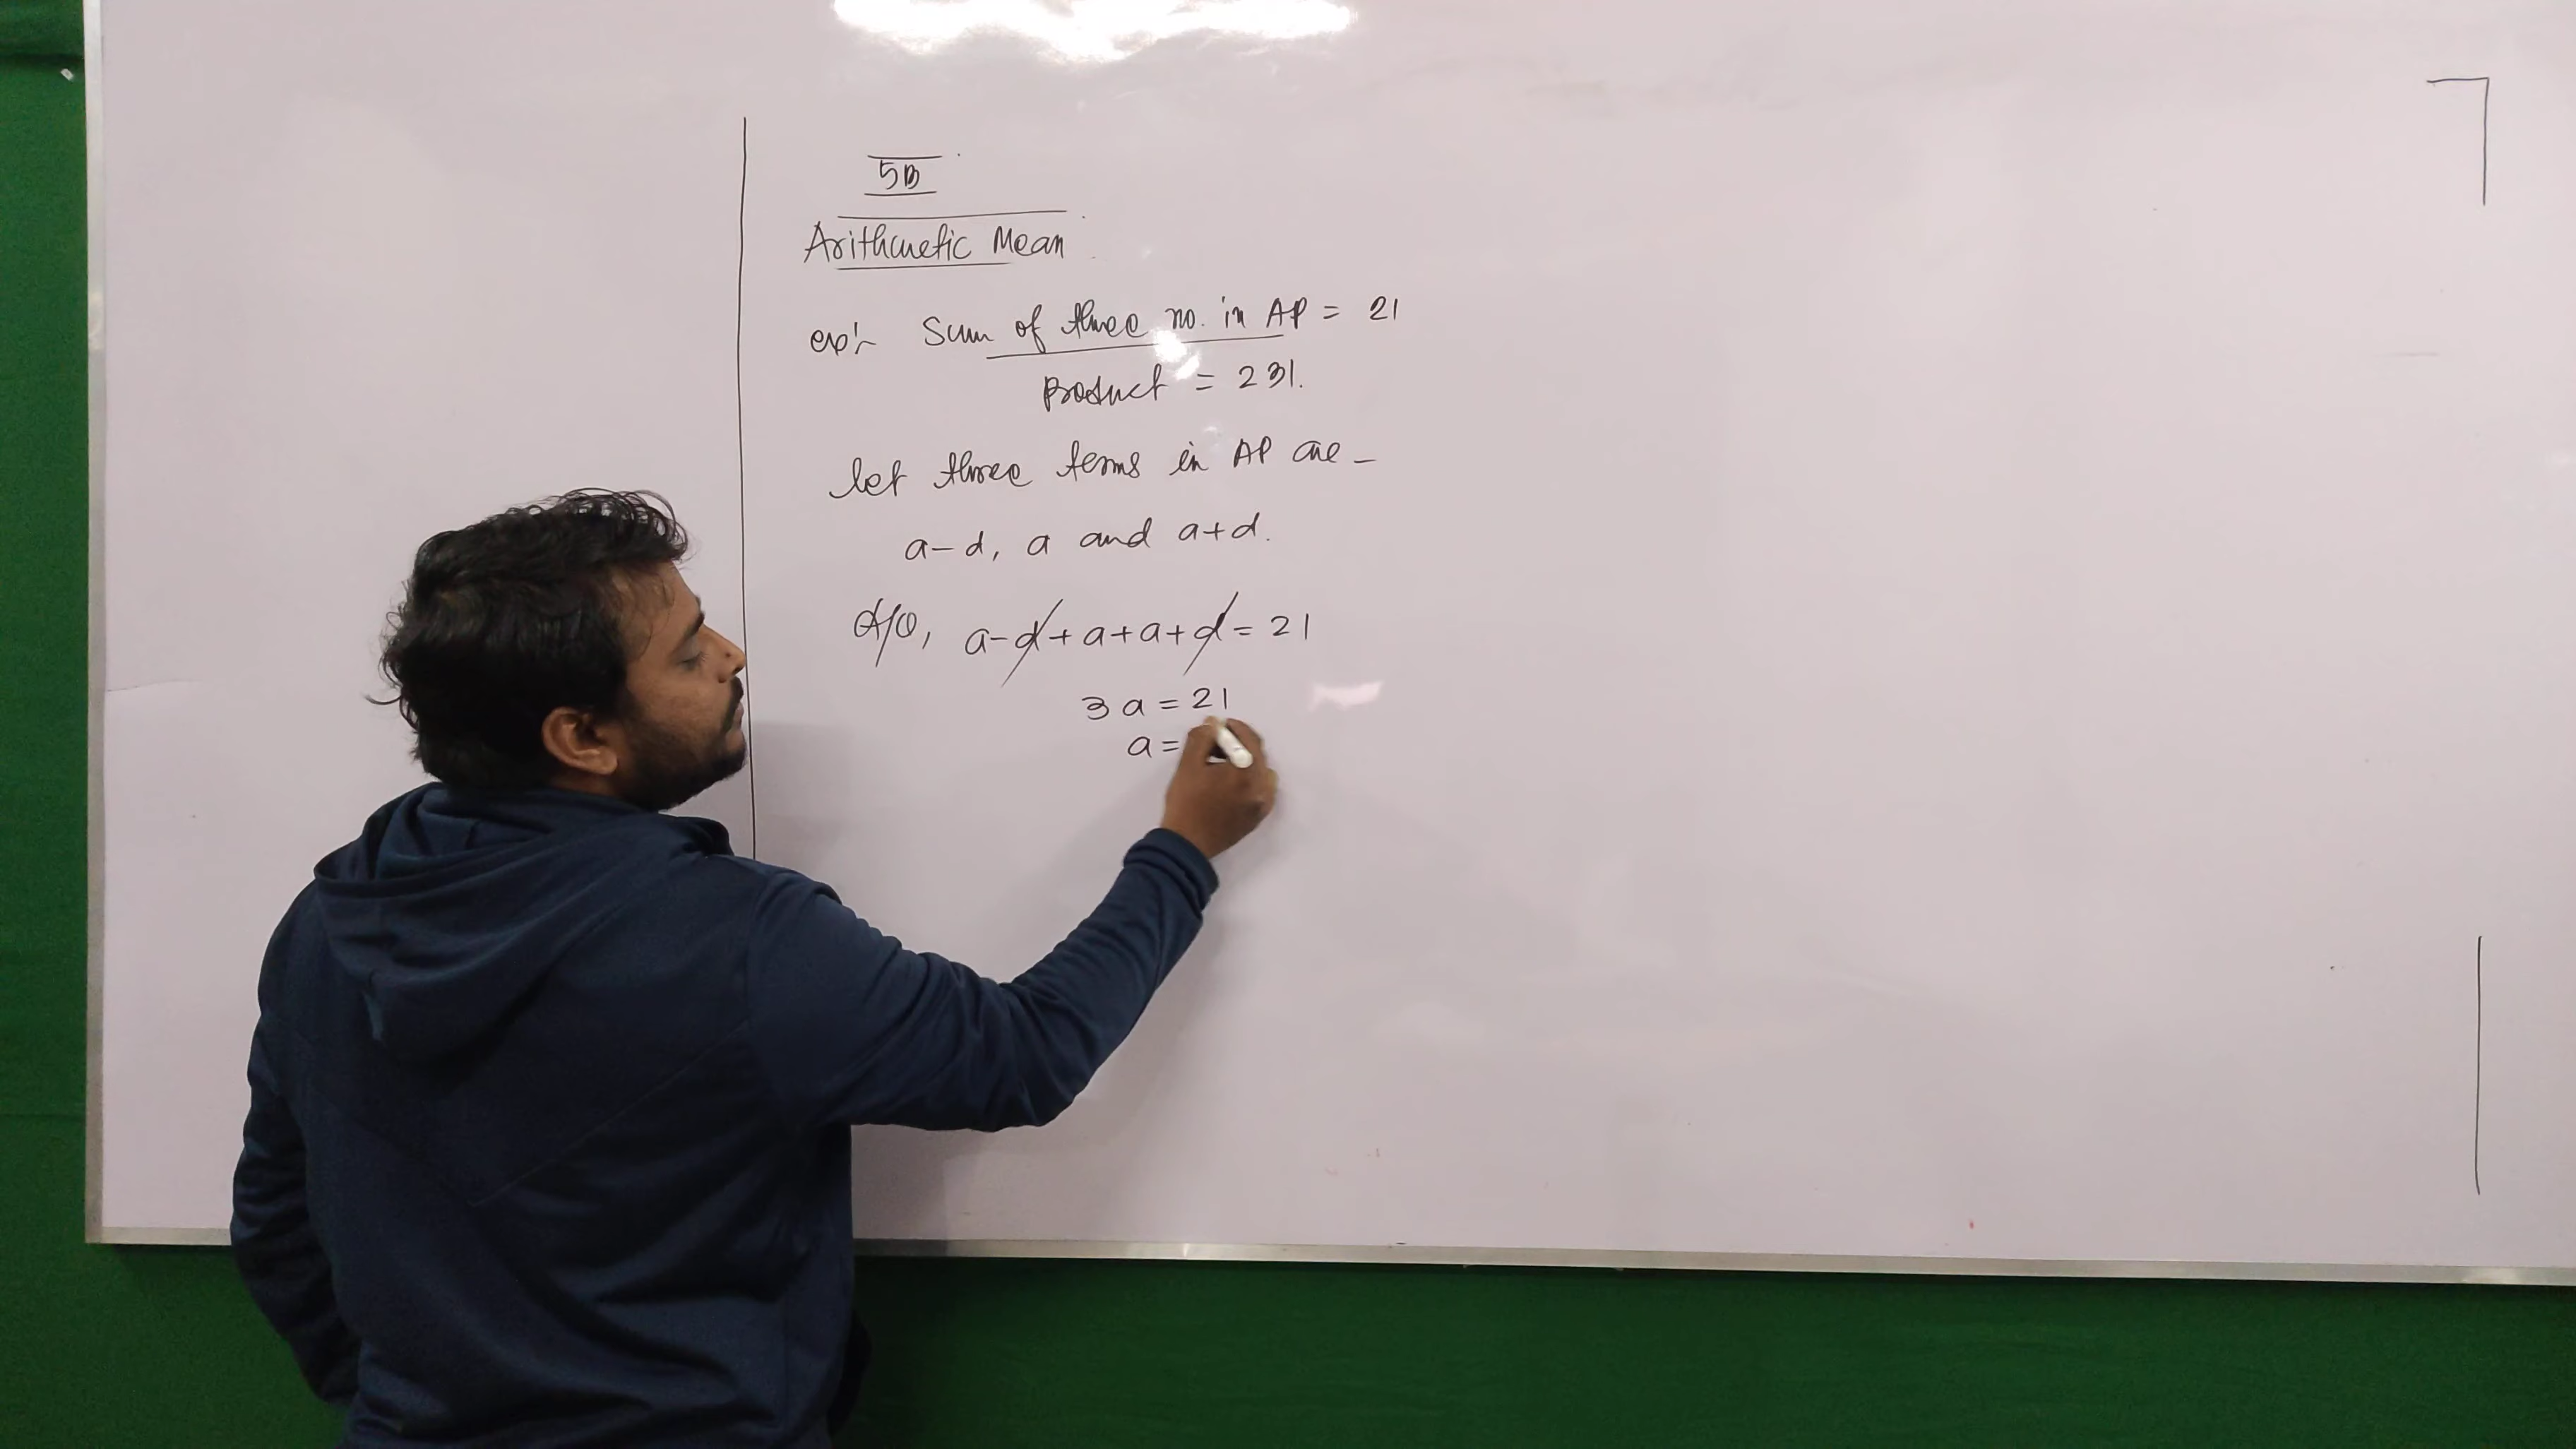 5B
Arithmetic Mean
exp:- Sum of three no. in AP = 21
Product = 231.
let three terms in AP are -
a-d, a and a+d.
A/Q, a-d+a+a+d=21
3a=21
a=